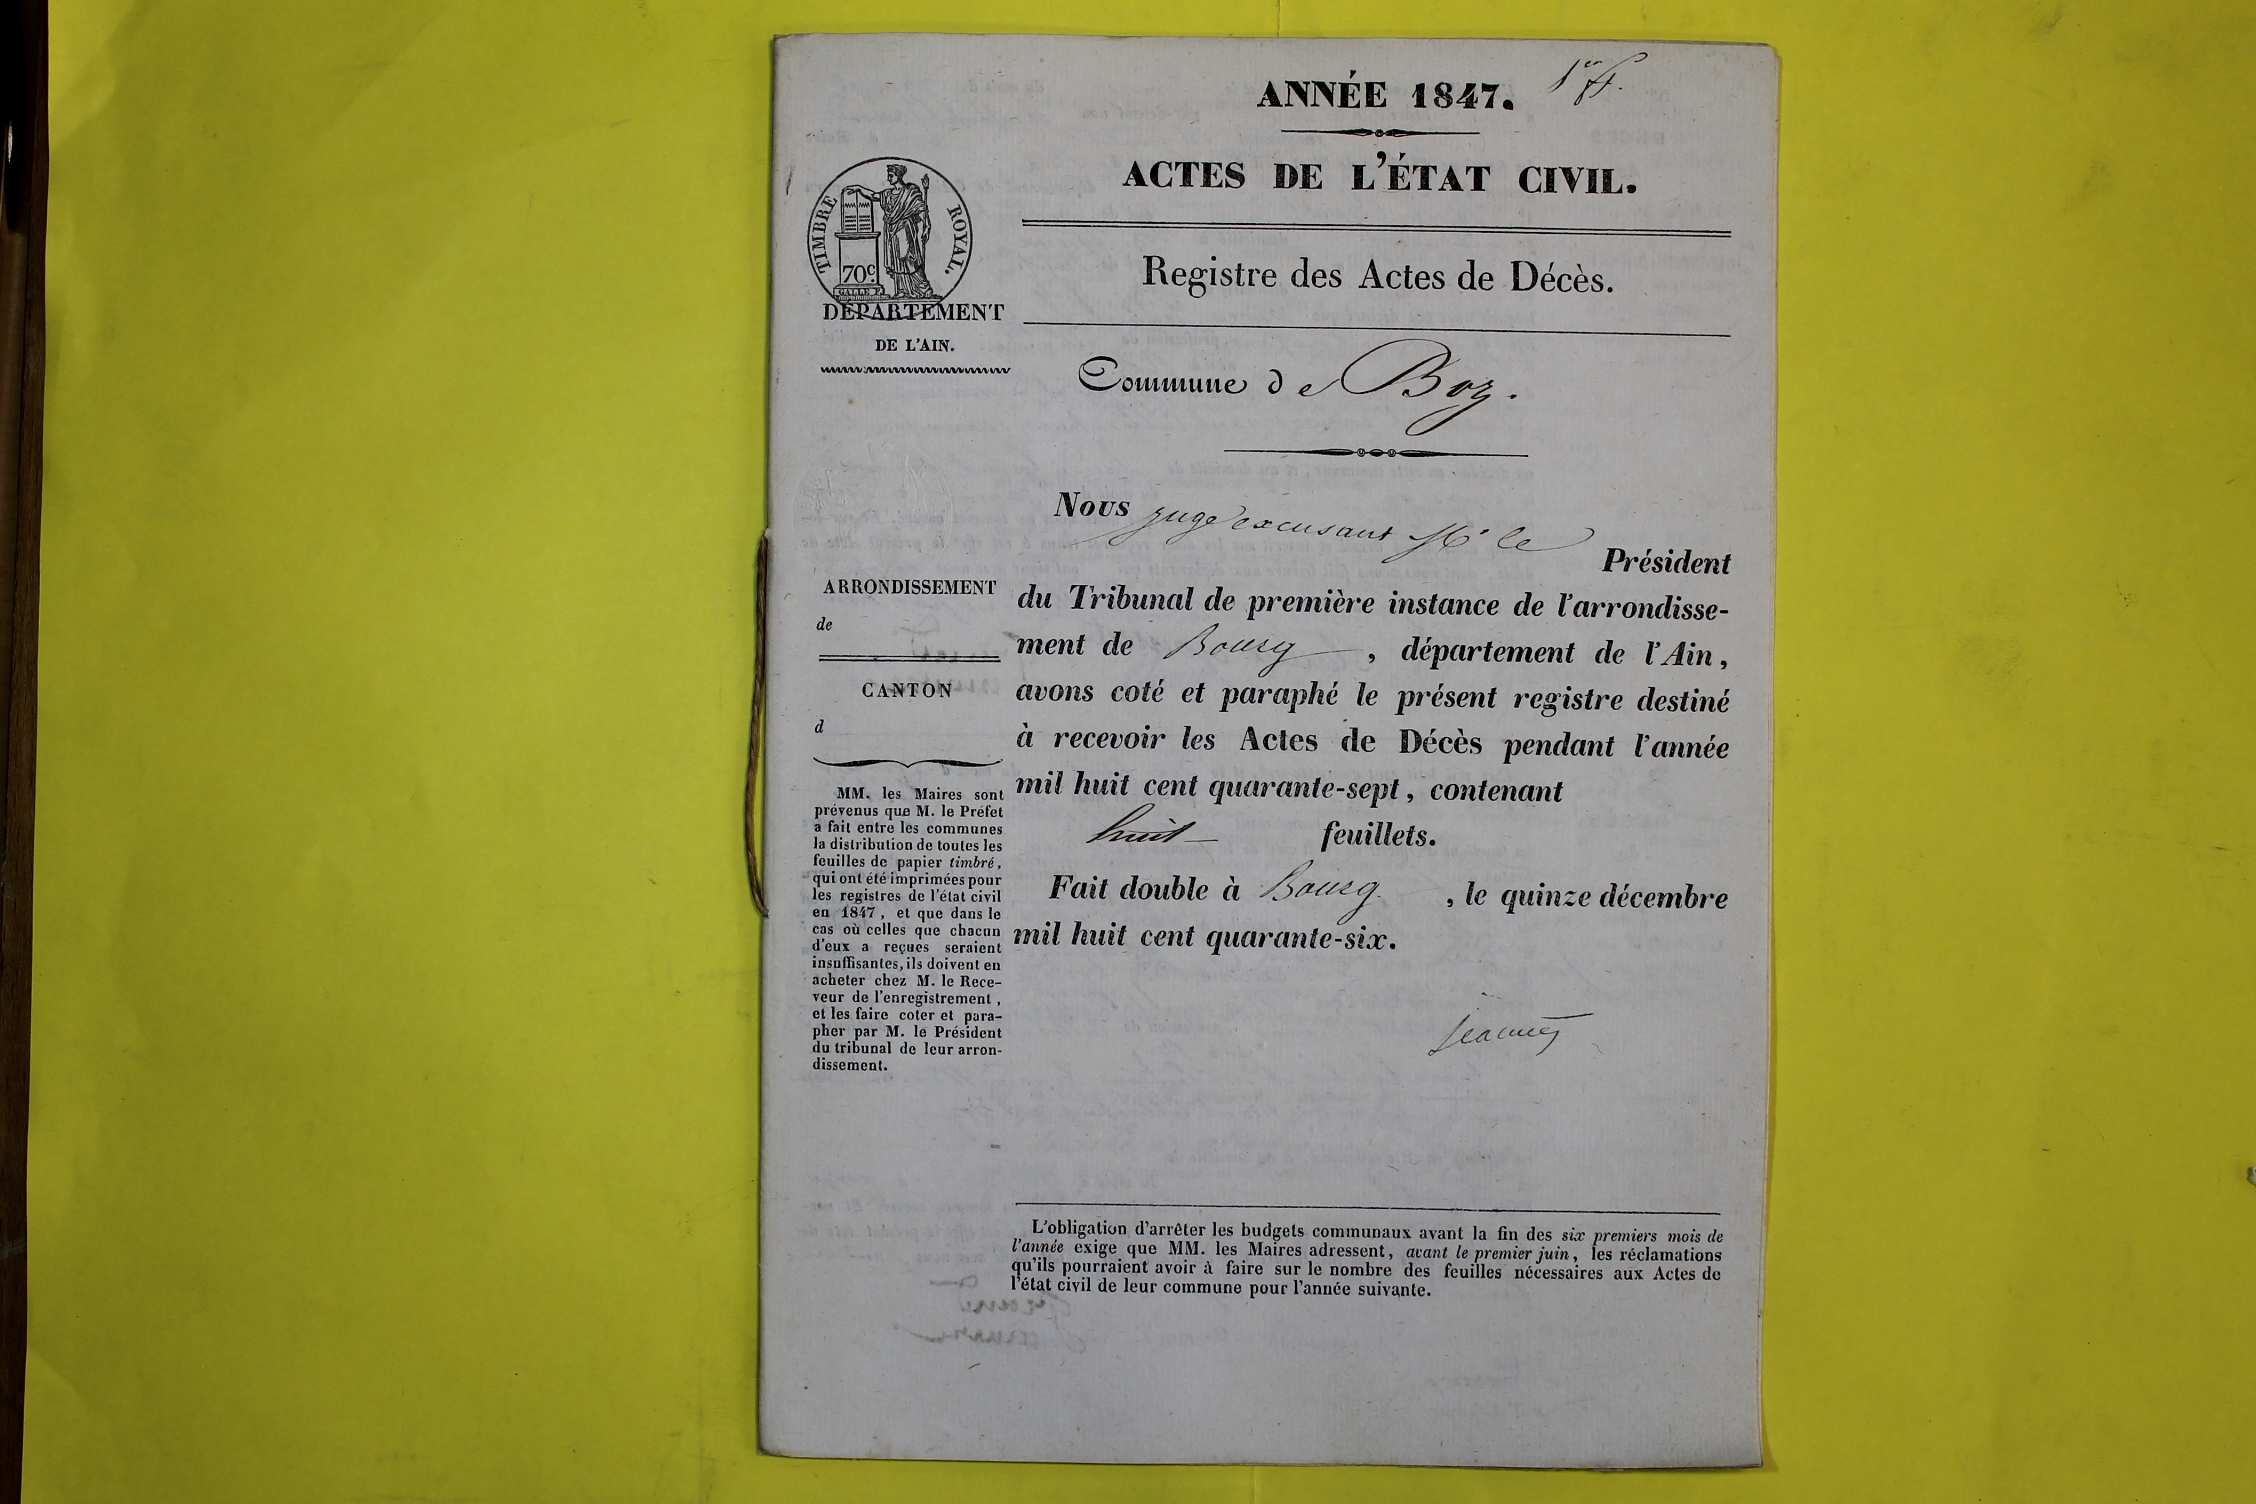 ANNÉE 1847.
1er f.
ACTES DE L'ÉTAT CIVIL.
TIMBRE ROYAL.
70c.
GALLE F.
DÉPARTEMENT
DE L'AIN.
Registre des Actes de Décès.
Commune de Boz.
Nous juge excusant Mr le
Président
du Tribunal de première instance de l'arrondisse-
ment de Bourg, département de l'Ain,
avons coté et paraphé le présent registre destiné
à recevoir les Actes de Décès pendant l'année
mil huit cent quarante-sept, contenant
huit feuillets.
Fait double à Bourg, le quinze décembre
mil huit cent quarante-six.
ARRONDISSEMENT
de
CANTON
d
MM. les Maires sont
prévenus que M. le Préfet
a fait entre les communes
la distribution de toutes les
feuilles de papier timbré,
qui ont été imprimées pour
les registres de l'état civil
en 1847, et que dans le
cas où celles que chacun
d'eux a reçues seraient
insuffisantes, ils doivent en
acheter chez M. le Rece-
veur de l'enregistrement,
et les faire coter et para-
pher par M. le Président
du tribunal de leur arron-
dissement.
L'obligation d'arrêter les budgets communaux avant la fin des six premiers mois de
l'année exige que MM. les Maires adressent, avant le premier juin, les réclamations
qu'ils pourraient avoir à faire sur le nombre des feuilles nécessaires aux Actes de
l'état civil de leur commune pour l'année suivante.